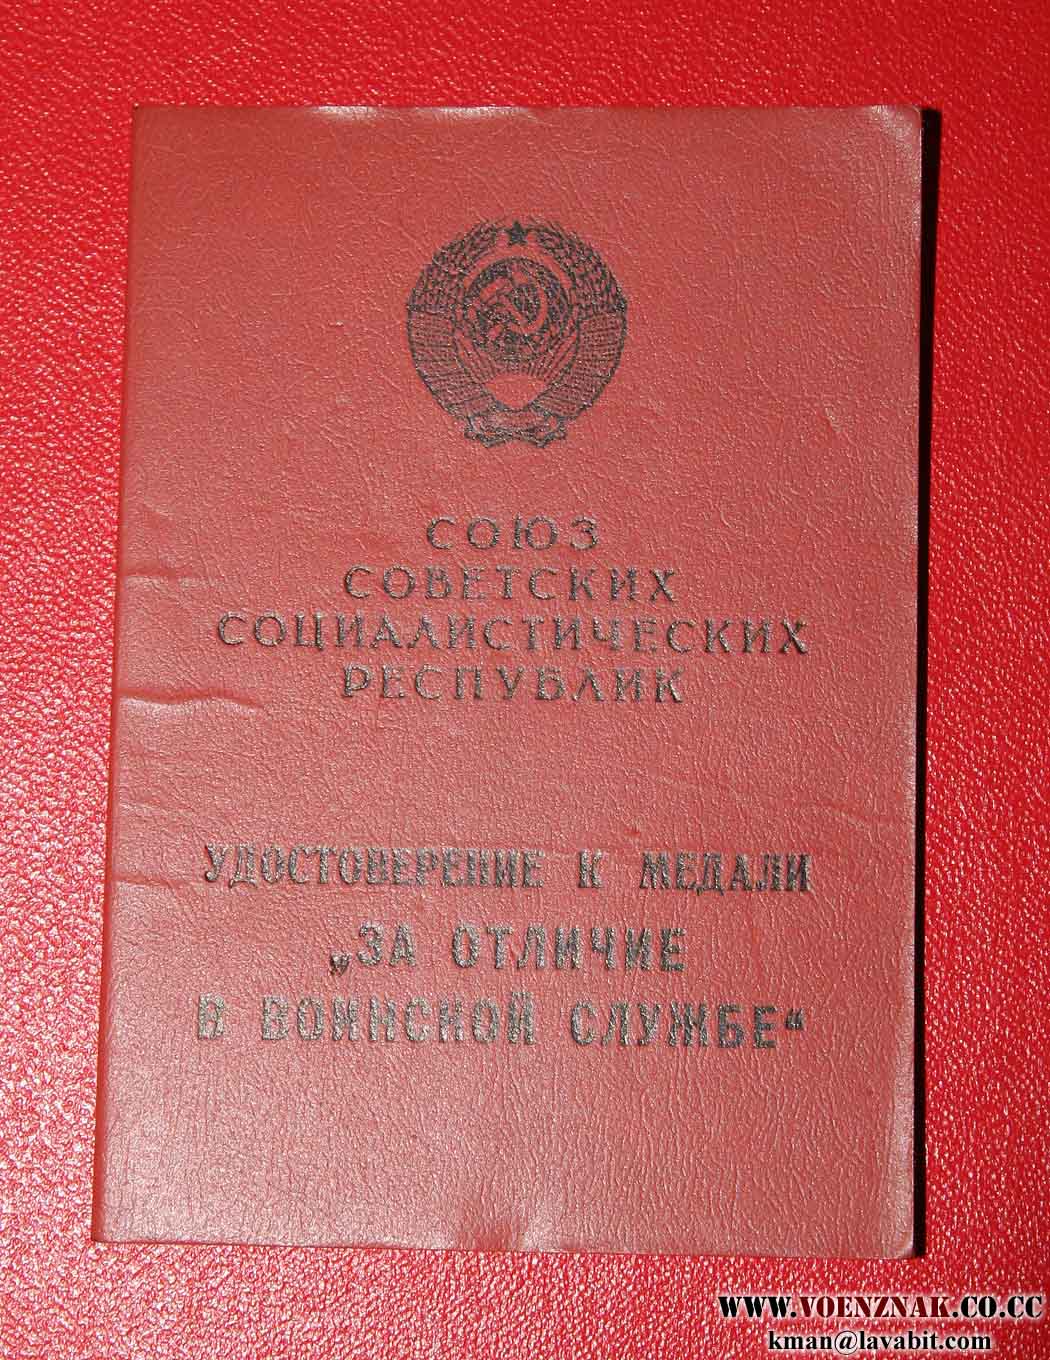 СОЮЗ
СОВЕТСКИХ
СОЦИАЛИСТИЧЕСКИХ
РЕСПУБЛИК
УДОСТОВЕРЕНИЕ К МЕДАЛИ
„ЗА ОТЛИЧИЕ
В ВОИНСКОЙ СЛУЖБЕ“
WWW.VOENZNAK.CO.CC
kman@lavabit.com